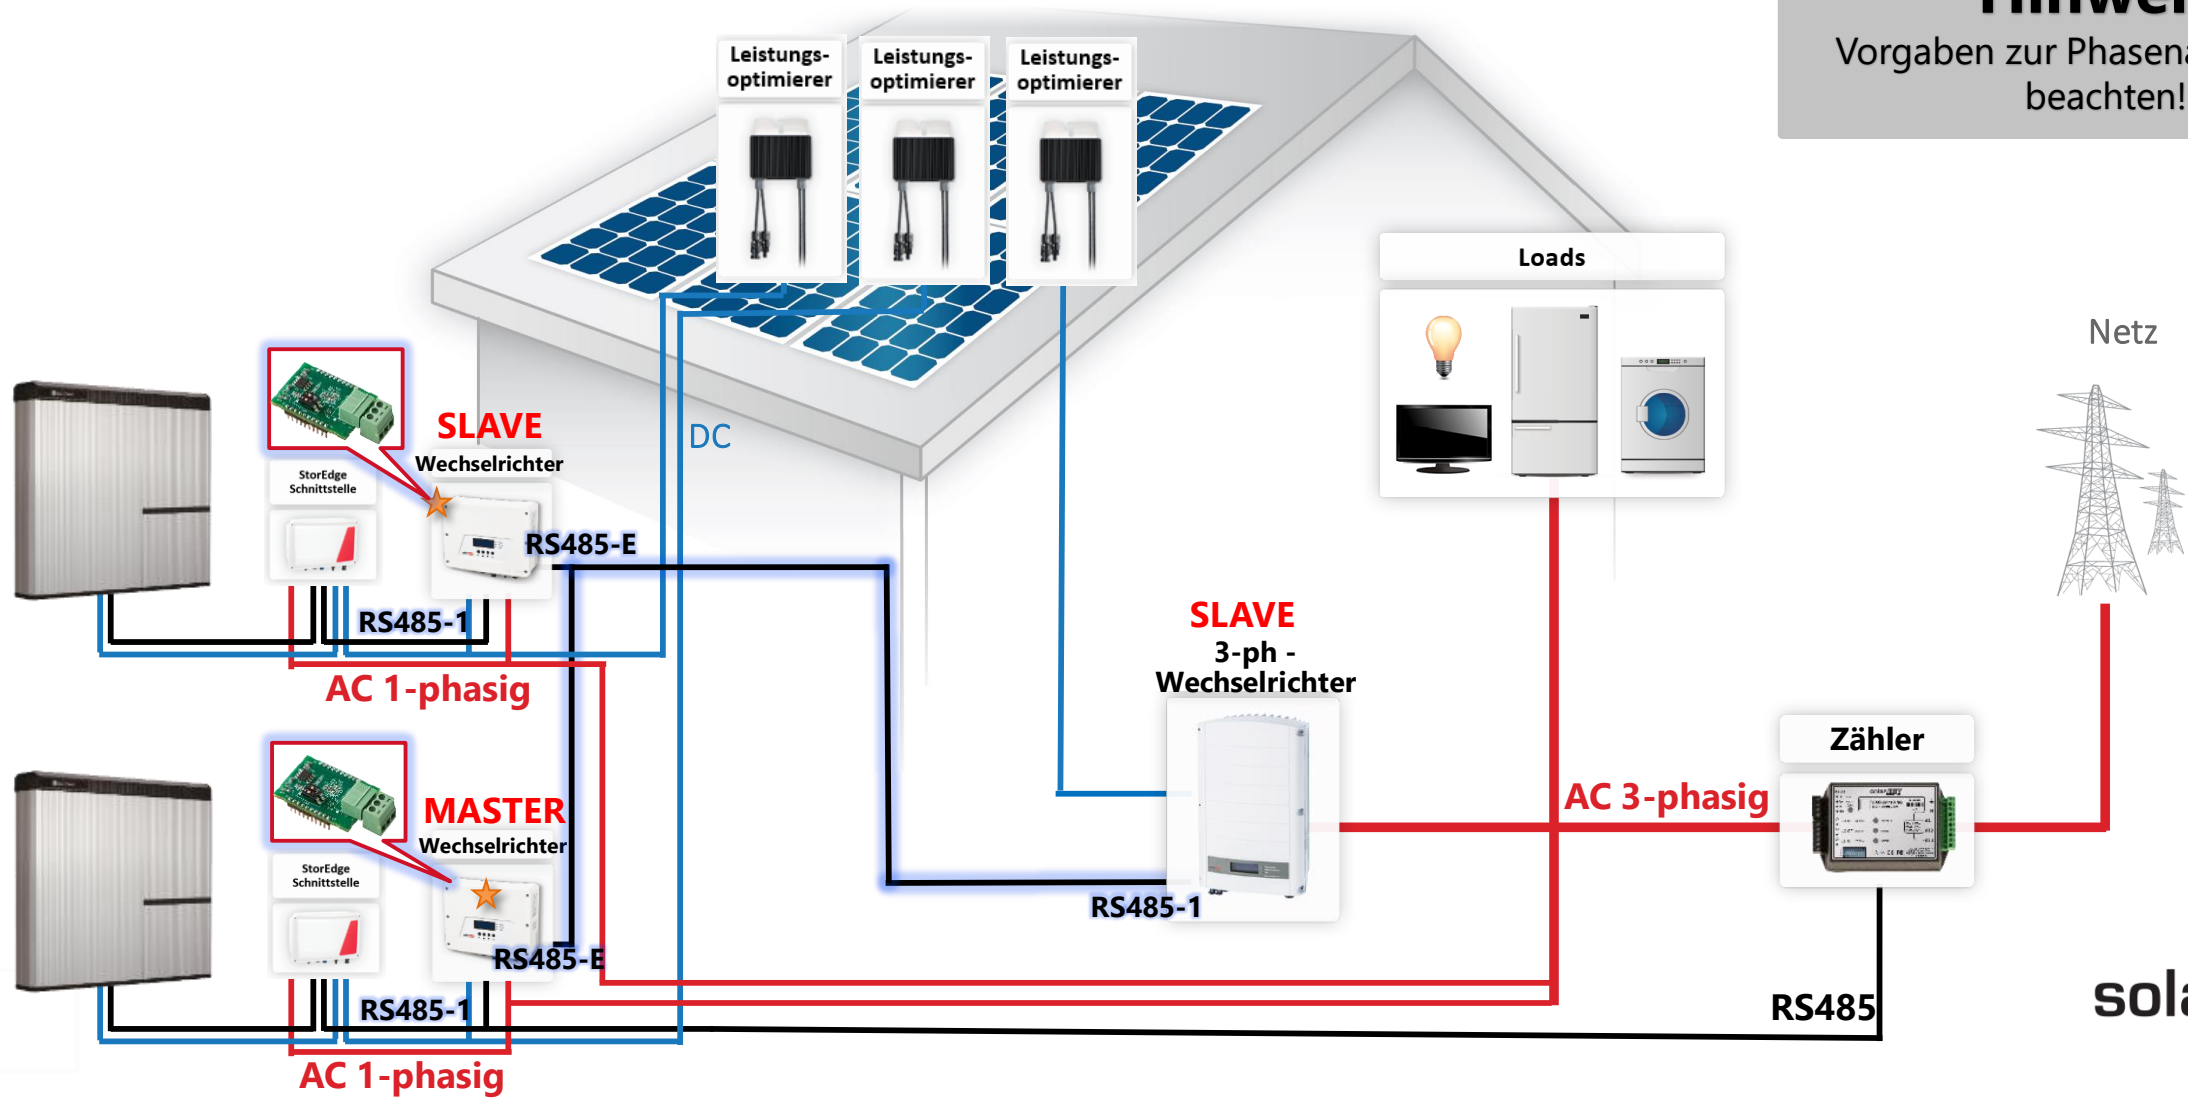 Vorgaben zur
beachten!
Leistungs-
optimierer
Leistungs-
optimierer
Leistungs-
optimierer
Loads
Netz
DC
SLAVE
Wechselrichter
StorEdge
Schnittstelle
RS485-E
RS485-1
AC 1-phasig
SLAVE
3-ph -
Wechselrichter
RS485-1
AC 3-phasig
Zähler
MASTER
Wechselrichter
StorEdge
Schnittstelle
RS485-E
RS485-1
AC 1-phasig
RS485